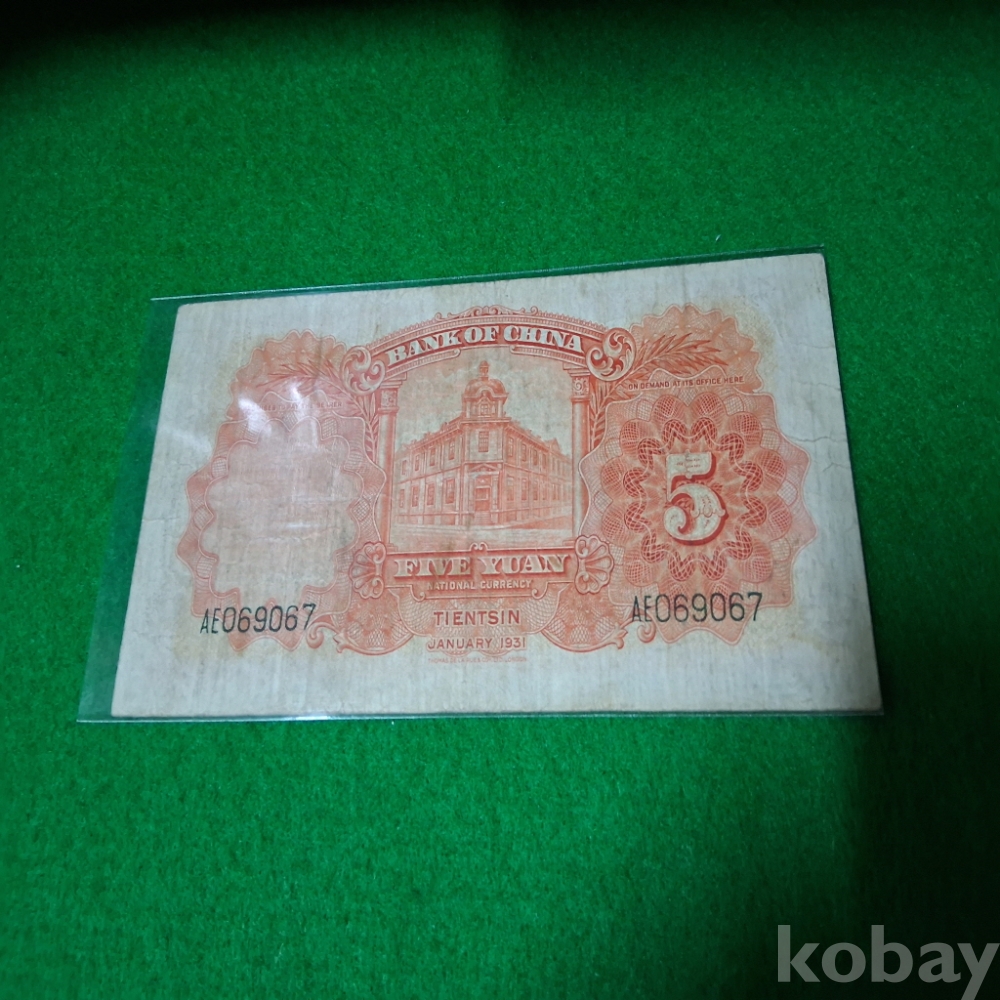 BANK OF CHINA
ON DEMAND AT ITS OFFICE HERE
5
FIVE YUAN
NATIONAL CURRENCY
AE069067
AE069067
TIENTSIN
JANUARY 1931
kobay